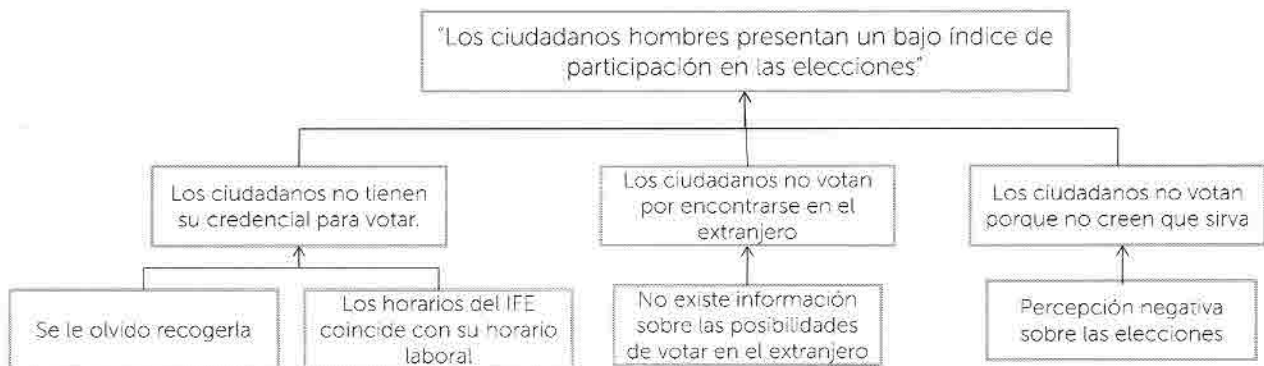 "Los ciudadanos hombres presentan un bajo índice de
participación en las elecciones"
Los ciudadanos no tienen
su credencial para votar.
Los ciudadanos no votan
por encontrarse en el
extranjero
Los ciudadanos no votan
porque no creen que sirva
Se le olvido recogerla
Los horarios del IFE
coincide con su horario
laboral
No existe información
sobre las posibilidades
de votar en el extranjero
Percepción negativa
sobre las elecciones